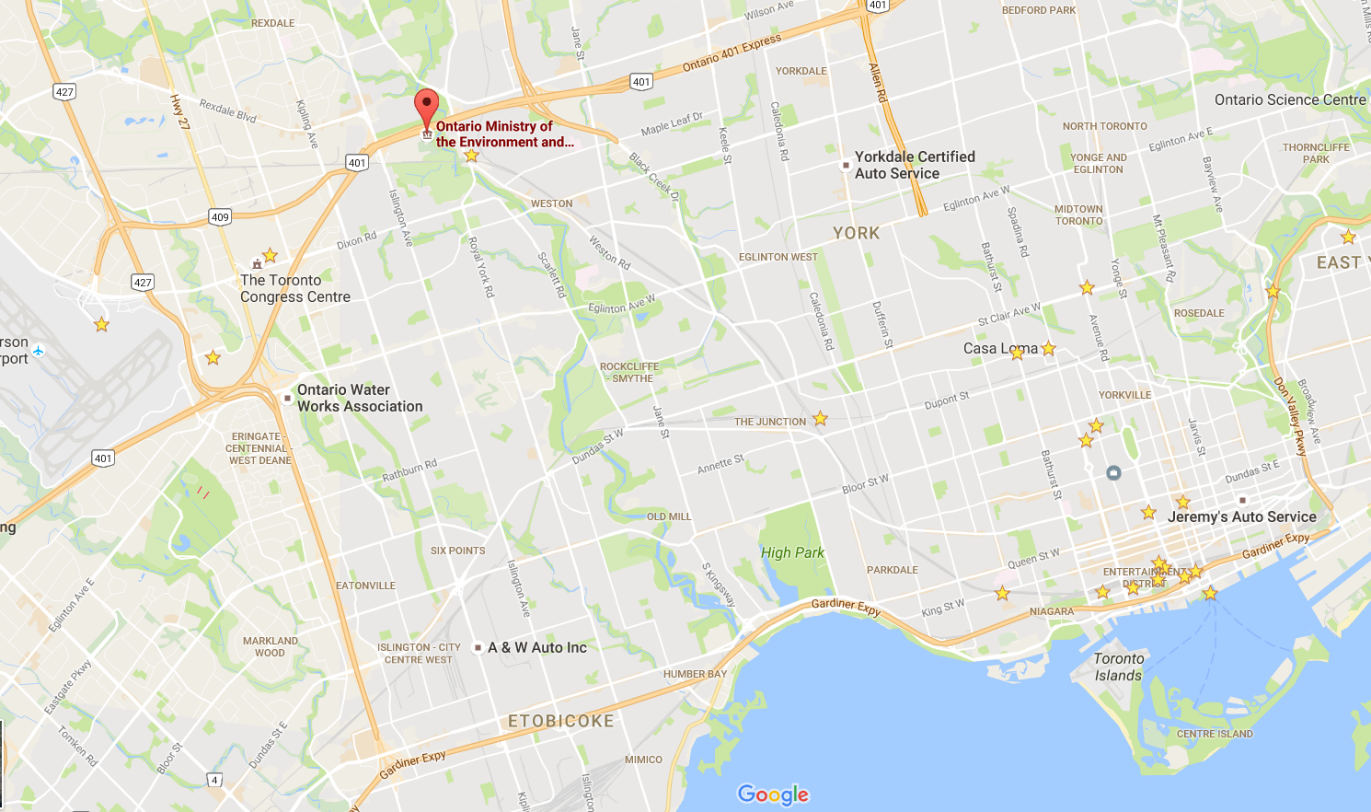 REXDALE
Jane St
Wilson Ave
401
BEDFORD PARK
Ontario 401 Express
427
Hwy 27
Rexdale Blvd
Kipling Ave
401
YORKDALE
Allen Rd
Ontario Science Centre
Ontario Ministry of
the Environment and...
Maple Leaf Dr
Keele St
Caledonia Rd
NORTH TORONTO
Eglinton Ave E
THORNCLIFFE
PARK
401
Black Creek Dr
Yorkdale Certified
Auto Service
YONGE AND
EGLINTON
Bayview Ave
Islington Ave
WESTON
Eglinton Ave W
409
Dixon Rd
Royal York Rd
Scarlett Rd
Weston Rd
YORK
Spadina Rd
MIDTOWN
TORONTO
Mt Pleasant Rd
EGLINTON WEST
Bathurst St
Yonge St
EAST Y
427
The Toronto
Congress Centre
Eglinton Ave W
Caledonia Rd
Dufferin St
St Clair Ave W
Avenue Rd
ROSEDALE
rson
port
Casa Loma
ROCKCLIFFE
- SMYTHE
Ontario Water
Works Association
Jane St
THE JUNCTION
Dupont St
YORKVILLE
Jarvis St
Don Valley Pkwy
Broadview Ave
401
ERINGATE -
CENTENNIAL -
WEST DEANE
Rathburn Rd
Dundas St W
Annette St
Bloor St W
Bathurst St
Dundas St E
ng
OLD MILL
Jeremy's Auto Service
SIX POINTS
High Park
PARKDALE
Queen St W
Gardiner Expy
Eglinton Ave E
EATONVILLE
Islington Ave
S Kingsway
Gardiner Expy
King St W
ENTERTAINMENT
DISTRICT
NIAGARA
MARKLAND
WOOD
ISLINGTON - CITY
CENTRE WEST
A & W Auto Inc
HUMBER BAY
Toronto
Islands
Eastgate Pkwy
ETOBICOKE
CENTRE ISLAND
Tomken Rd
Bloor St
Dundas St E
Gardiner Expy
MIMICO
4
Kipling Ave
Islington
Google